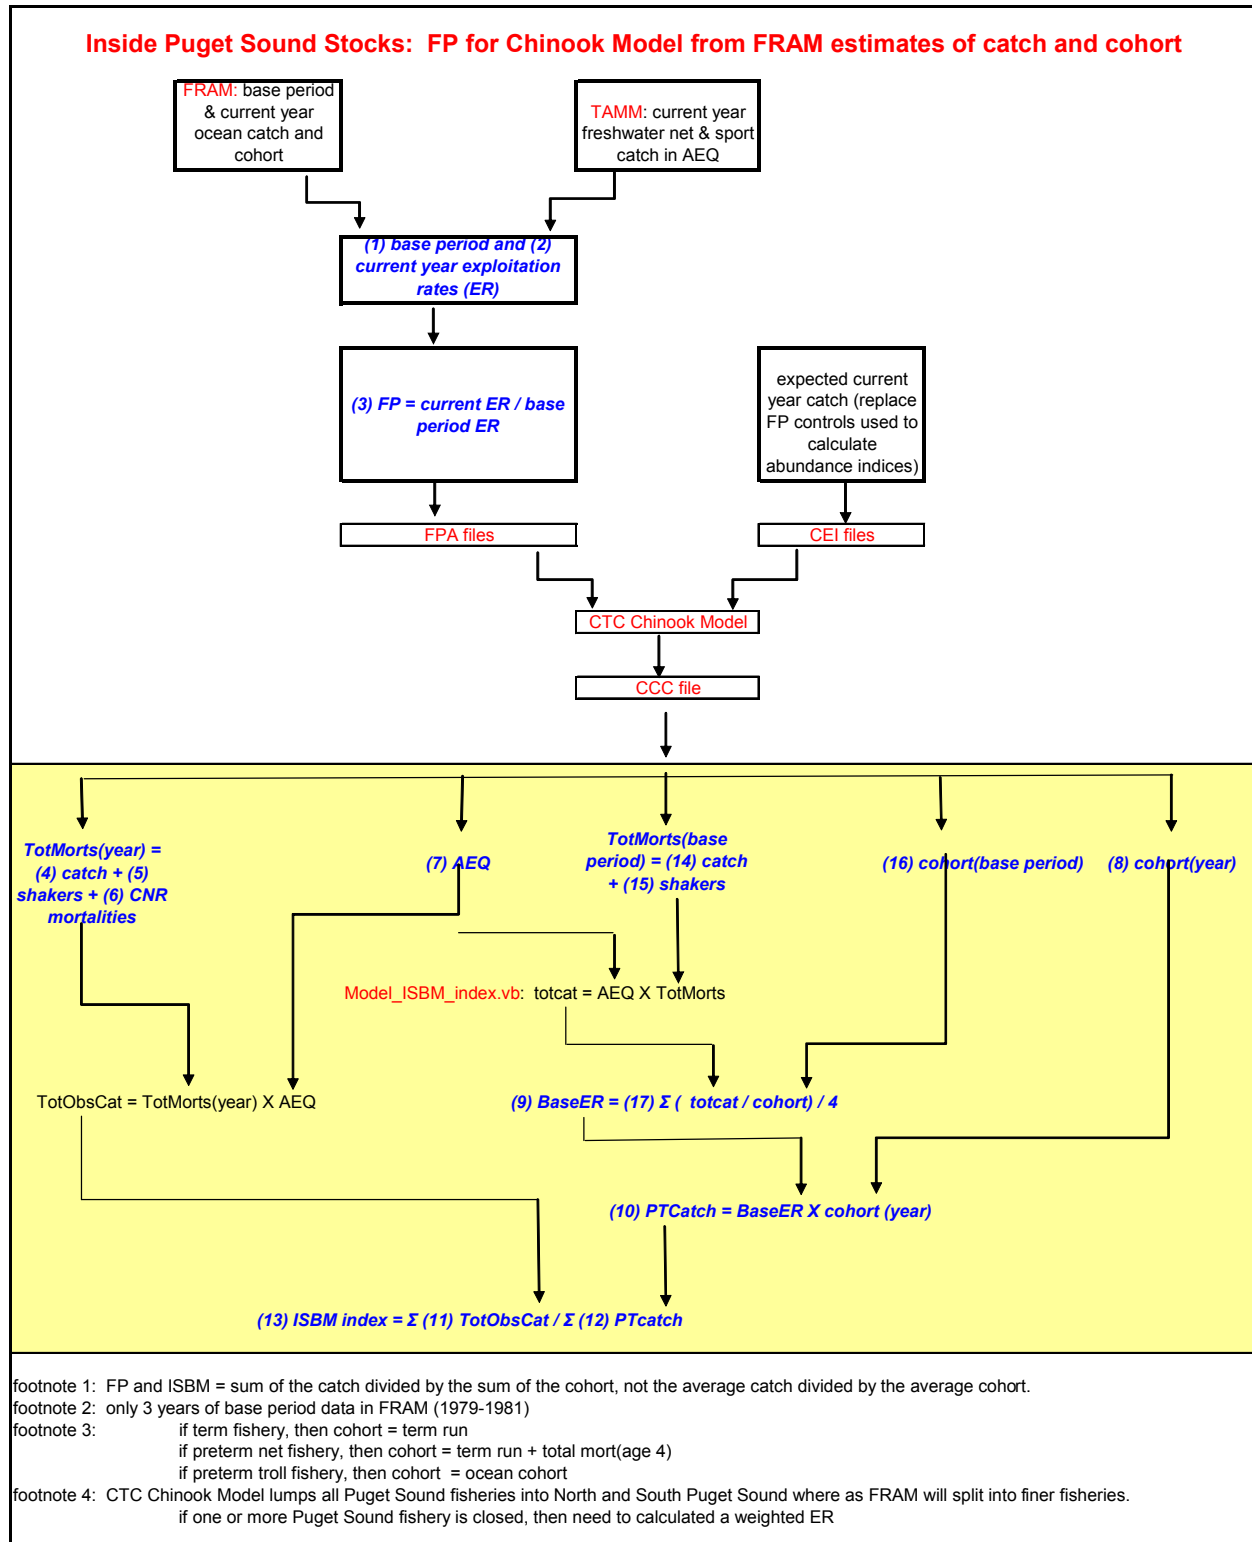 Inside Puget Sound Stocks:  FP for Chinook Model from FRAM estimates of catch and cohort
FRAM: base period
& current year
ocean catch and
cohort
TAMM: current year
freshwater net & sport
catch in AEQ
(1) base period and (2)
current year exploitation
rates (ER)
(3) FP = current ER / base
period ER
expected current
year catch (replace
FP controls used to
calculate
abundance indices)
FPA files
CEI files
CTC Chinook Model
CCC file
TotMorts(year) =
(4) catch + (5)
shakers + (6) CNR
mortalities
(7) AEQ
TotMorts(base
period) = (14) catch
+ (15) shakers
(16) cohort(base period)
(8) cohort(year)
Model_ISBM_index.vb:  totcat = AEQ X TotMorts
TotObsCat = TotMorts(year) X AEQ
(9) BaseER = (17) Σ (  totcat / cohort) / 4
(10) PTCatch = BaseER X cohort (year)
(13) ISBM index = Σ (11) TotObsCat / Σ (12) PTcatch
footnote 1:  FP and ISBM = sum of the catch divided by the sum of the cohort, not the average catch divided by the average cohort.
footnote 2:  only 3 years of base period data in FRAM (1979-1981)
footnote 3:  if term fishery, then cohort = term run
if preterm net fishery, then cohort = term run + total mort(age 4)
if preterm troll fishery, then cohort  = ocean cohort
footnote 4:  CTC Chinook Model lumps all Puget Sound fisheries into North and South Puget Sound where as FRAM will split into finer fisheries.
if one or more Puget Sound fishery is closed, then need to calculated a weighted ER